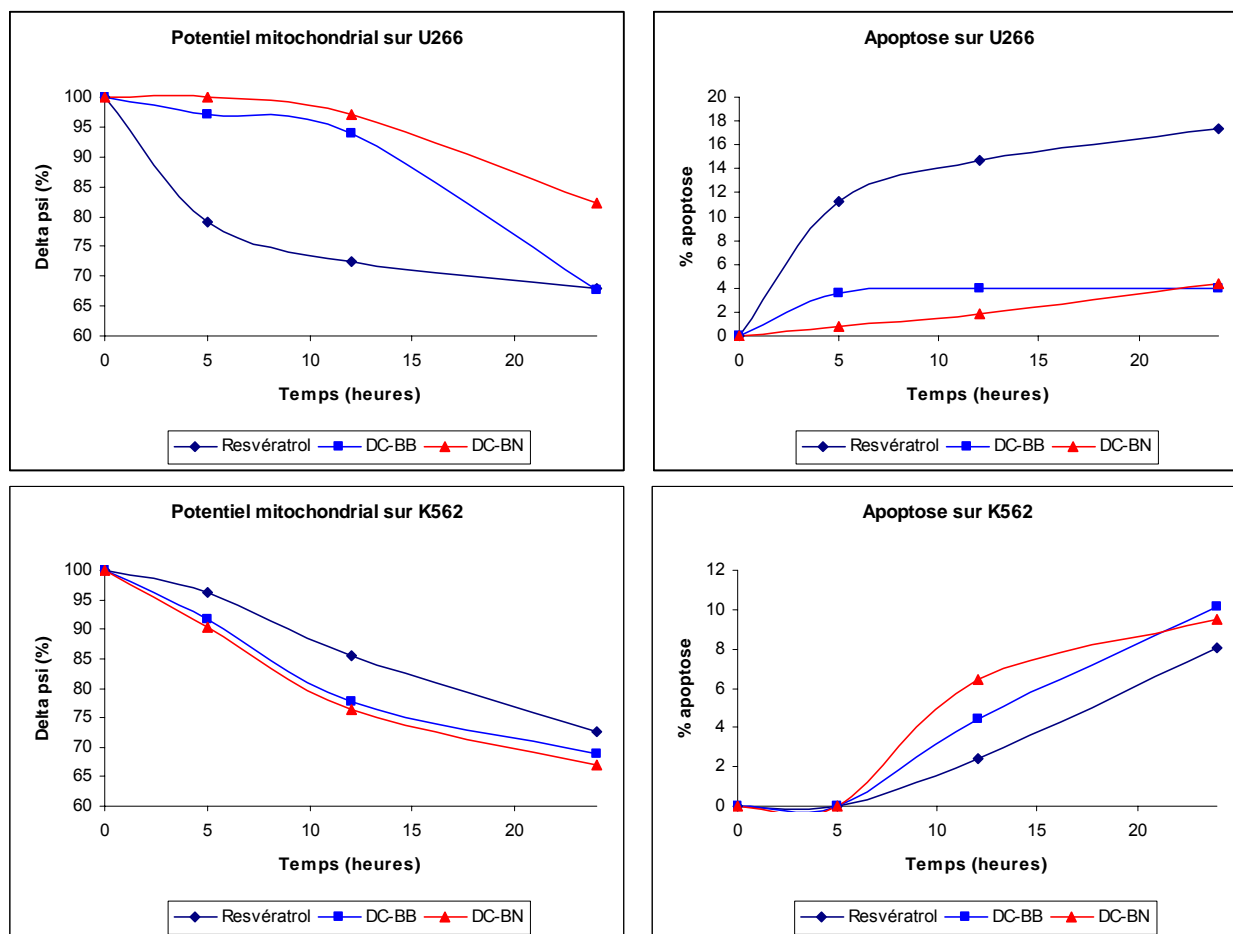 Potentiel mitochondrial sur U266
100
95
90
85
80
75
70
65
60
Delta psi (%)
0 5 10 15 20
Temps (heures)
Resvératrol DC-BB DC-BN
Apoptose sur U266
20
18
16
14
12
10
8
6
4
2
0
% apoptose
0 5 10 15 20
Temps (heures)
Resvératrol DC-BB DC-BN
Potentiel mitochondrial sur K562
100
95
90
85
80
75
70
65
60
Delta psi (%)
0 5 10 15 20
Temps (heures)
Resvératrol DC-BB DC-BN
Apoptose sur K562
12
10
8
6
4
2
0
% apoptose
0 5 10 15 20
Temps (heures)
Resvératrol DC-BB DC-BN